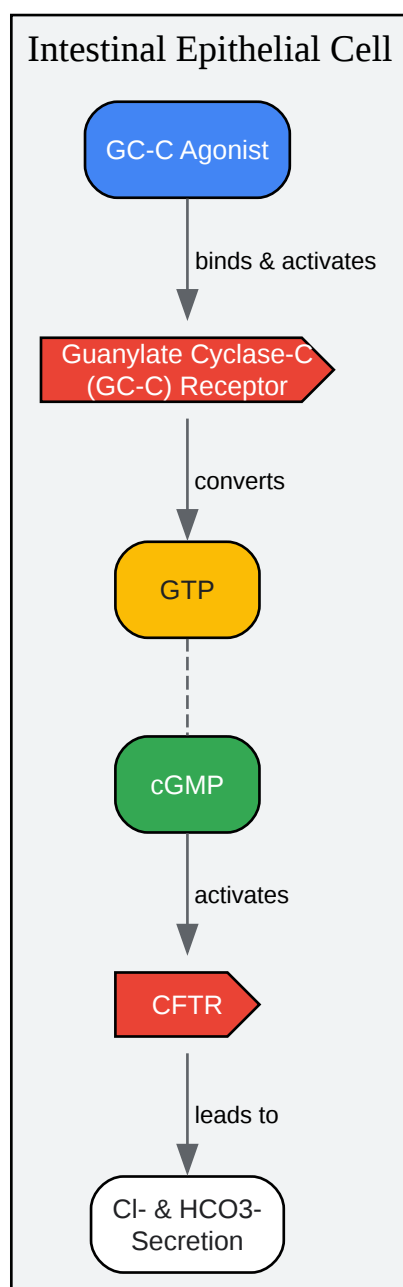 Intestinal Epithelial Cell
GC-C Agonist
binds & activates
Guanylate Cyclase-C
(GC-C) Receptor
converts
GTP
cGMP
activates
CFTR
leads to
Cl- & HCO3-
Secretion